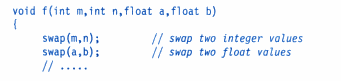 void f(int m,int n,float a,float b)
{
swap(m,n); // swap two integer values
swap(a,b); // swap two float values
// .....